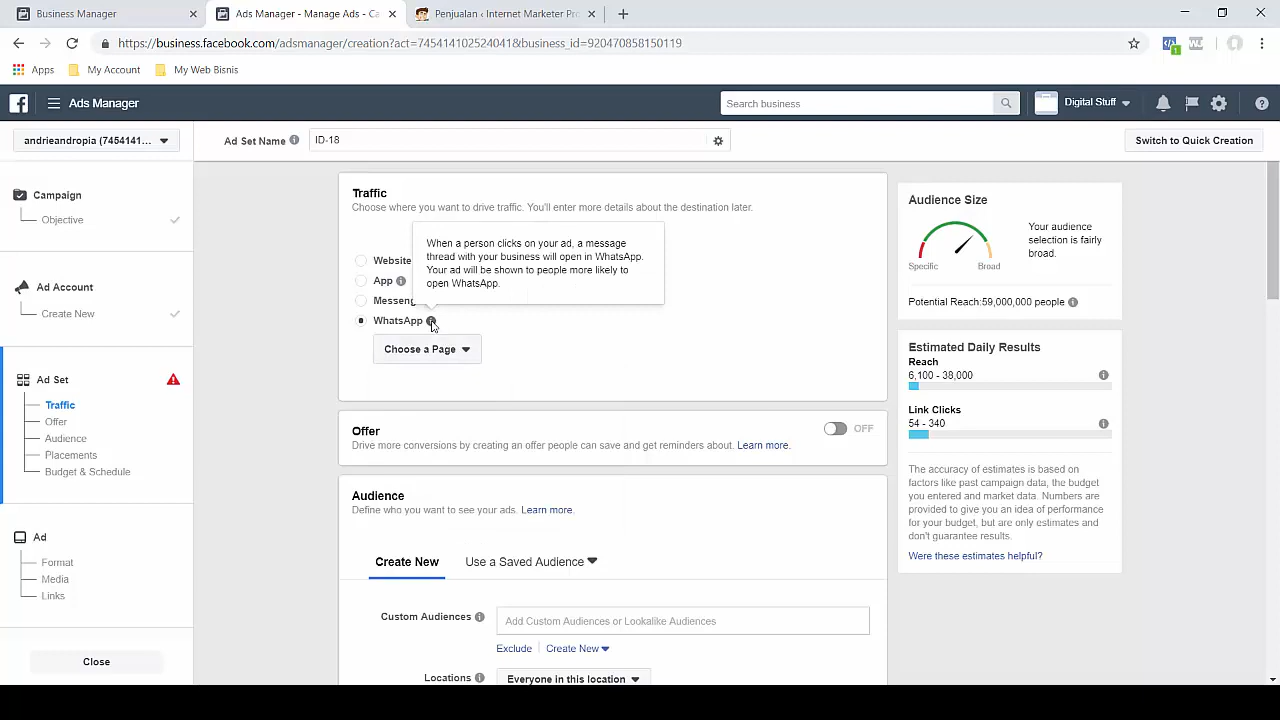 Business Manager
Ads Manager - Manage Ads - Ca
Penjualan ‹ Internet Marketer Pro
https://business.facebook.com/adsmanager/creation?act=7454141025240418&business_id=920470858150119
Apps
My Account
My Web Bisnis
Ads Manager
Search business
Digital Stuff
andrieandropia (7454141...
Ad Set Name
ID-18
Switch to Quick Creation
Campaign
Objective
Ad Account
Create New
Ad Set
Traffic
Offer
Audience
Placements
Budget & Schedule
Ad
Format
Media
Links
Close
Traffic
Choose where you want to drive traffic. You'll enter more details about the destination later.
When a person clicks on your ad, a message
thread with your business will open in WhatsApp.
Your ad will be shown to people more likely to
open WhatsApp.
Website
App
Messeng
WhatsApp
Choose a Page
Offer
OFF
Drive more conversions by creating an offer people can save and get reminders about. Learn more.
Audience
Define who you want to see your ads. Learn more.
Create New
Use a Saved Audience
Custom Audiences
Add Custom Audiences or Lookalike Audiences
Exclude
Create New
Locations
Everyone in this location
Audience Size
Your audience
selection is fairly
broad.
Specific
Broad
Potential Reach:59,000,000 people
Estimated Daily Results
Reach
6,100 - 38,000
Link Clicks
54 - 340
The accuracy of estimates is based on
factors like past campaign data, the budget
you entered and market data. Numbers are
provided to give you an idea of performance
for your budget, but are only estimates and
don't guarantee results.
Were these estimates helpful?